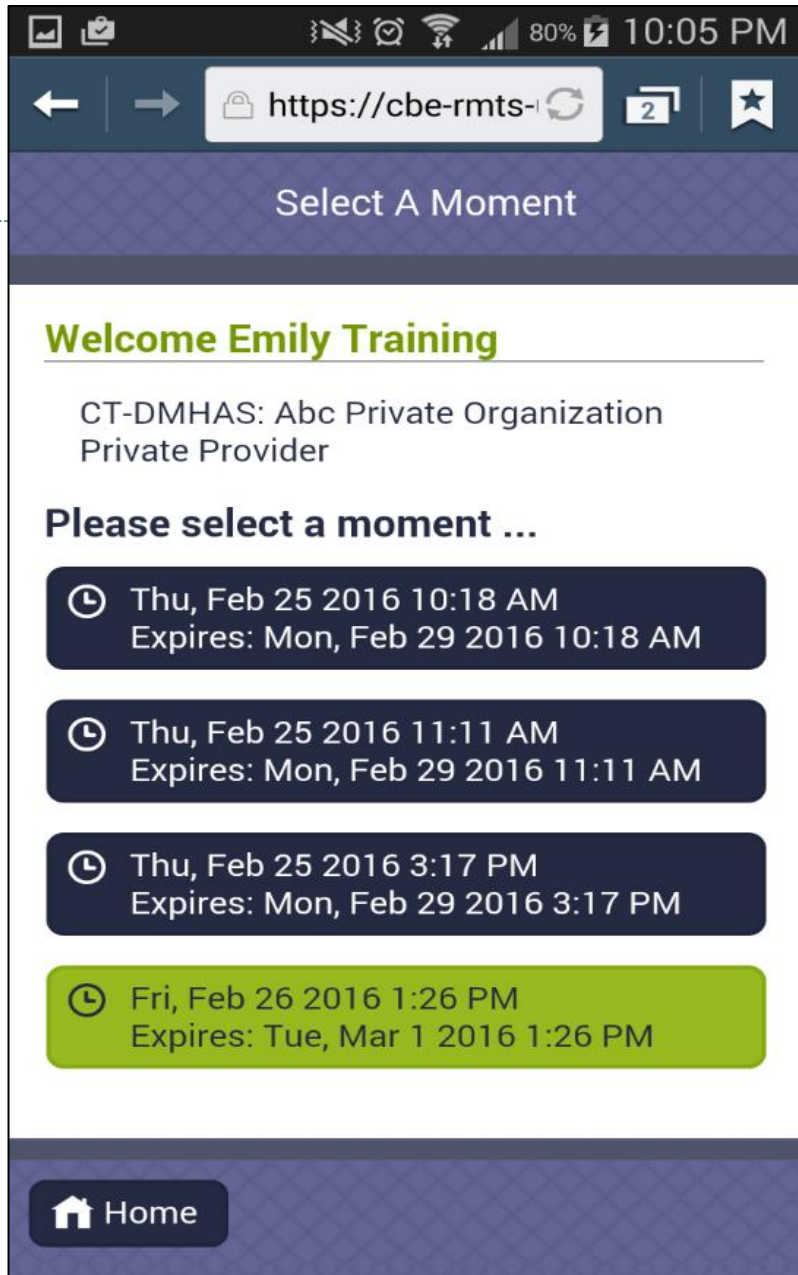 80% 10:05 PM
https://cbe-rmts- 2
Select A Moment
Welcome Emily Training
CT-DMHAS: Abc Private Organization
Private Provider
Please select a moment ...
Thu, Feb 25 2016 10:18 AM
Expires: Mon, Feb 29 2016 10:18 AM
Thu, Feb 25 2016 11:11 AM
Expires: Mon, Feb 29 2016 11:11 AM
Thu, Feb 25 2016 3:17 PM
Expires: Mon, Feb 29 2016 3:17 PM
Fri, Feb 26 2016 1:26 PM
Expires: Tue, Mar 1 2016 1:26 PM
Home